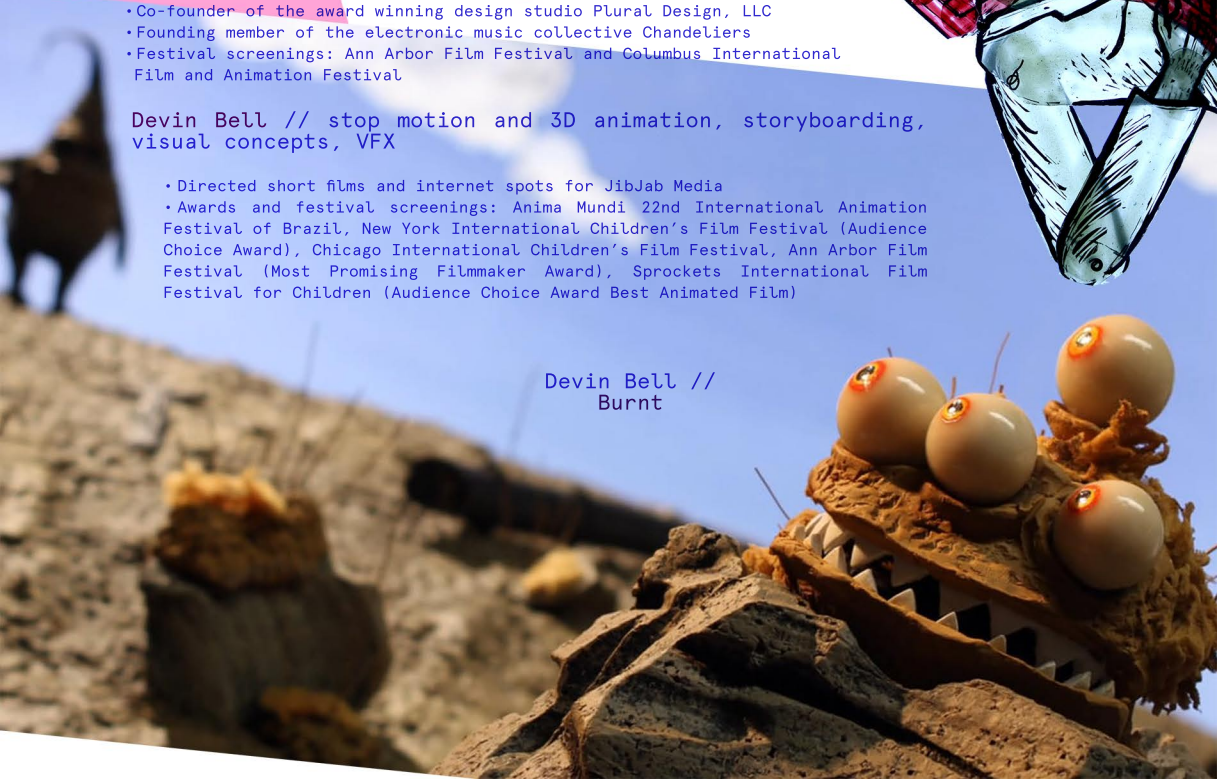 • Co-founder of the award winning design studio Plural Design, LLC
• Founding member of the electronic music collective Chandeliers
• Festival screenings: Ann Arbor Film Festival and Columbus International
Film and Animation Festival
Devin Bell // stop motion and 3D animation, storyboarding,
visual concepts, VFX
• Directed short films and internet spots for JibJab Media
• Awards and festival screenings: Anima Mundi 22nd International Animation
Festival of Brazil, New York International Children’s Film Festival (Audience
Choice Award), Chicago International Children’s Film Festival, Ann Arbor Film
Festival (Most Promising Filmmaker Award), Sprockets International Film
Festival for Children (Audience Choice Award Best Animated Film)
Devin Bell //
Burnt